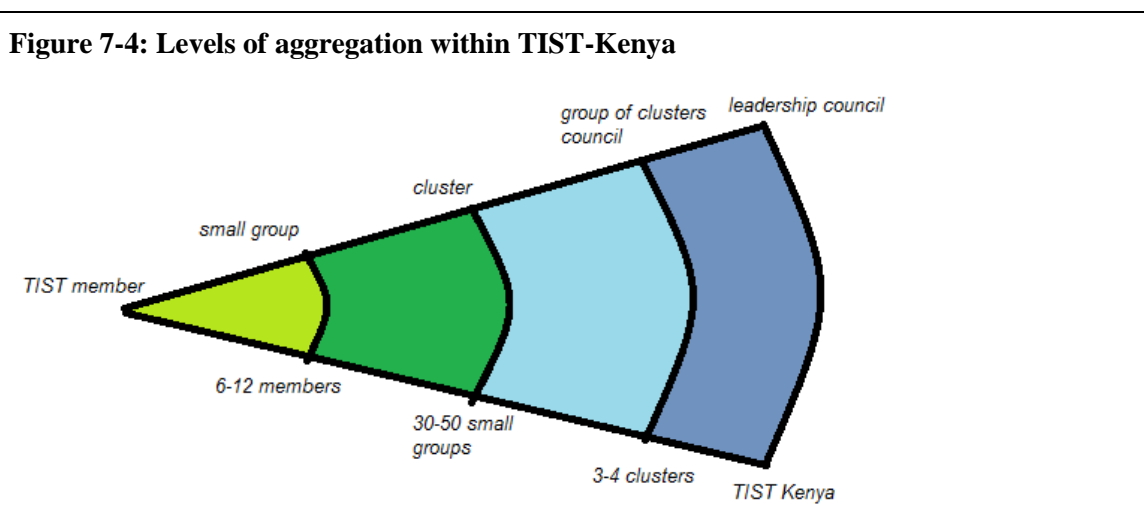 Figure 7-4: Levels of aggregation within TIST-Kenya
leadership council
group of clusters
council
cluster
small group
TIST member
6-12 members
30-50 small
groups
3-4 clusters
TIST Kenya